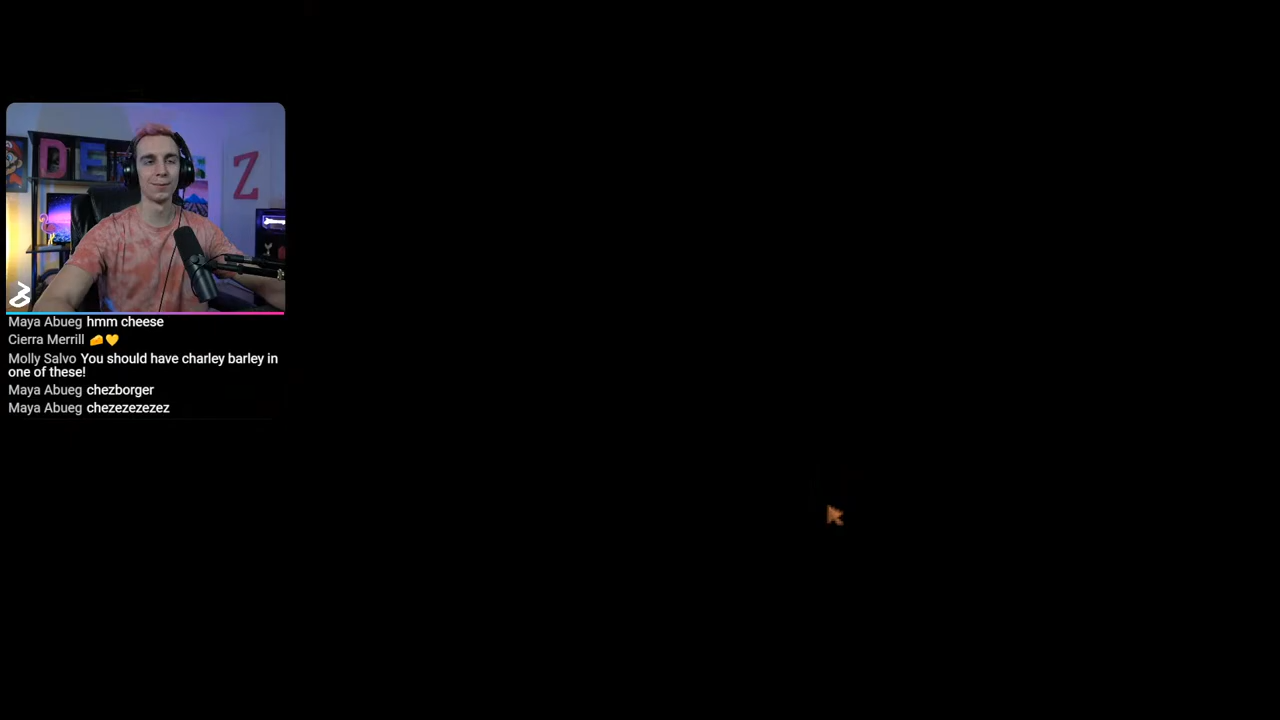 DE
Z
Maya Abueg hmm cheese
Cierra Merrill 🧀💛
Molly Salvo You should have charley barley in
one of these!
Maya Abueg chezborger
Maya Abueg chezezezezez